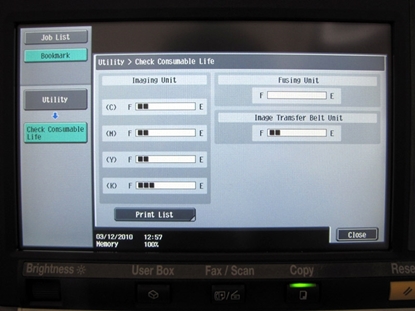 Job List
Bookmark
Utility > Check Consumable Life
Utility
Check Consumable
Life
Imaging Unit
(C) F E
(M) F E
(Y) F E
(K) F E
Print List
Fusing Unit
F E
Image Transfer Belt Unit
F E
03/12/2010 12:57
Memory 100%
Close
Brightness
User Box
Fax / Scan
Copy
Rese